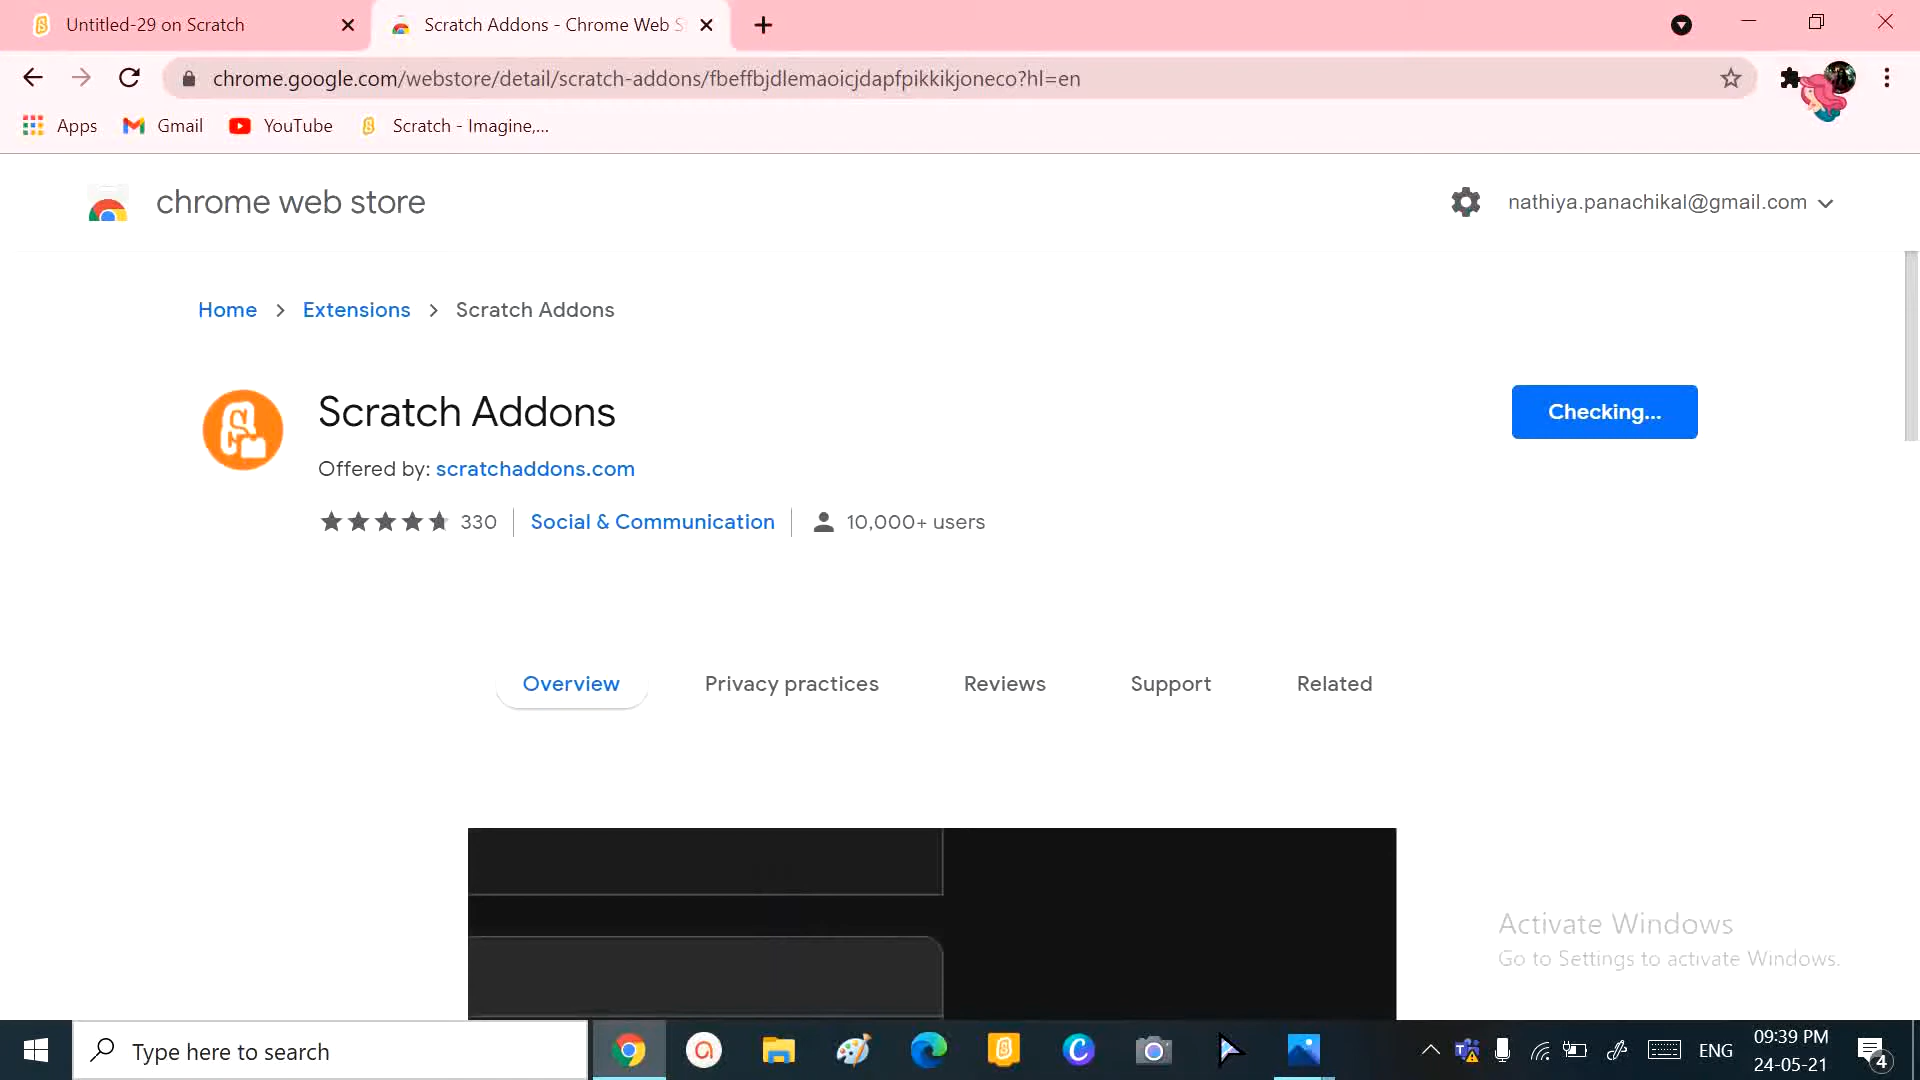 Untitled-29 on Scratch
Scratch Addons - Chrome Web S
chrome.google.com/webstore/detail/scratch-addons/fbeffbjdlemaoicjdapfpikkikjoneco?hl=en
Apps
Gmail
YouTube
Scratch - Imagine,...
chrome web store
nathiya.panachikal@gmail.com
Home > Extensions > Scratch Addons
Scratch Addons
Checking...
Offered by: scratchaddons.com
330
Social & Communication
10,000+ users
Overview
Privacy practices
Reviews
Support
Related
Activate Windows
Go to Settings to activate Windows.
Type here to search
ENG
09:39 PM
24-05-21
4